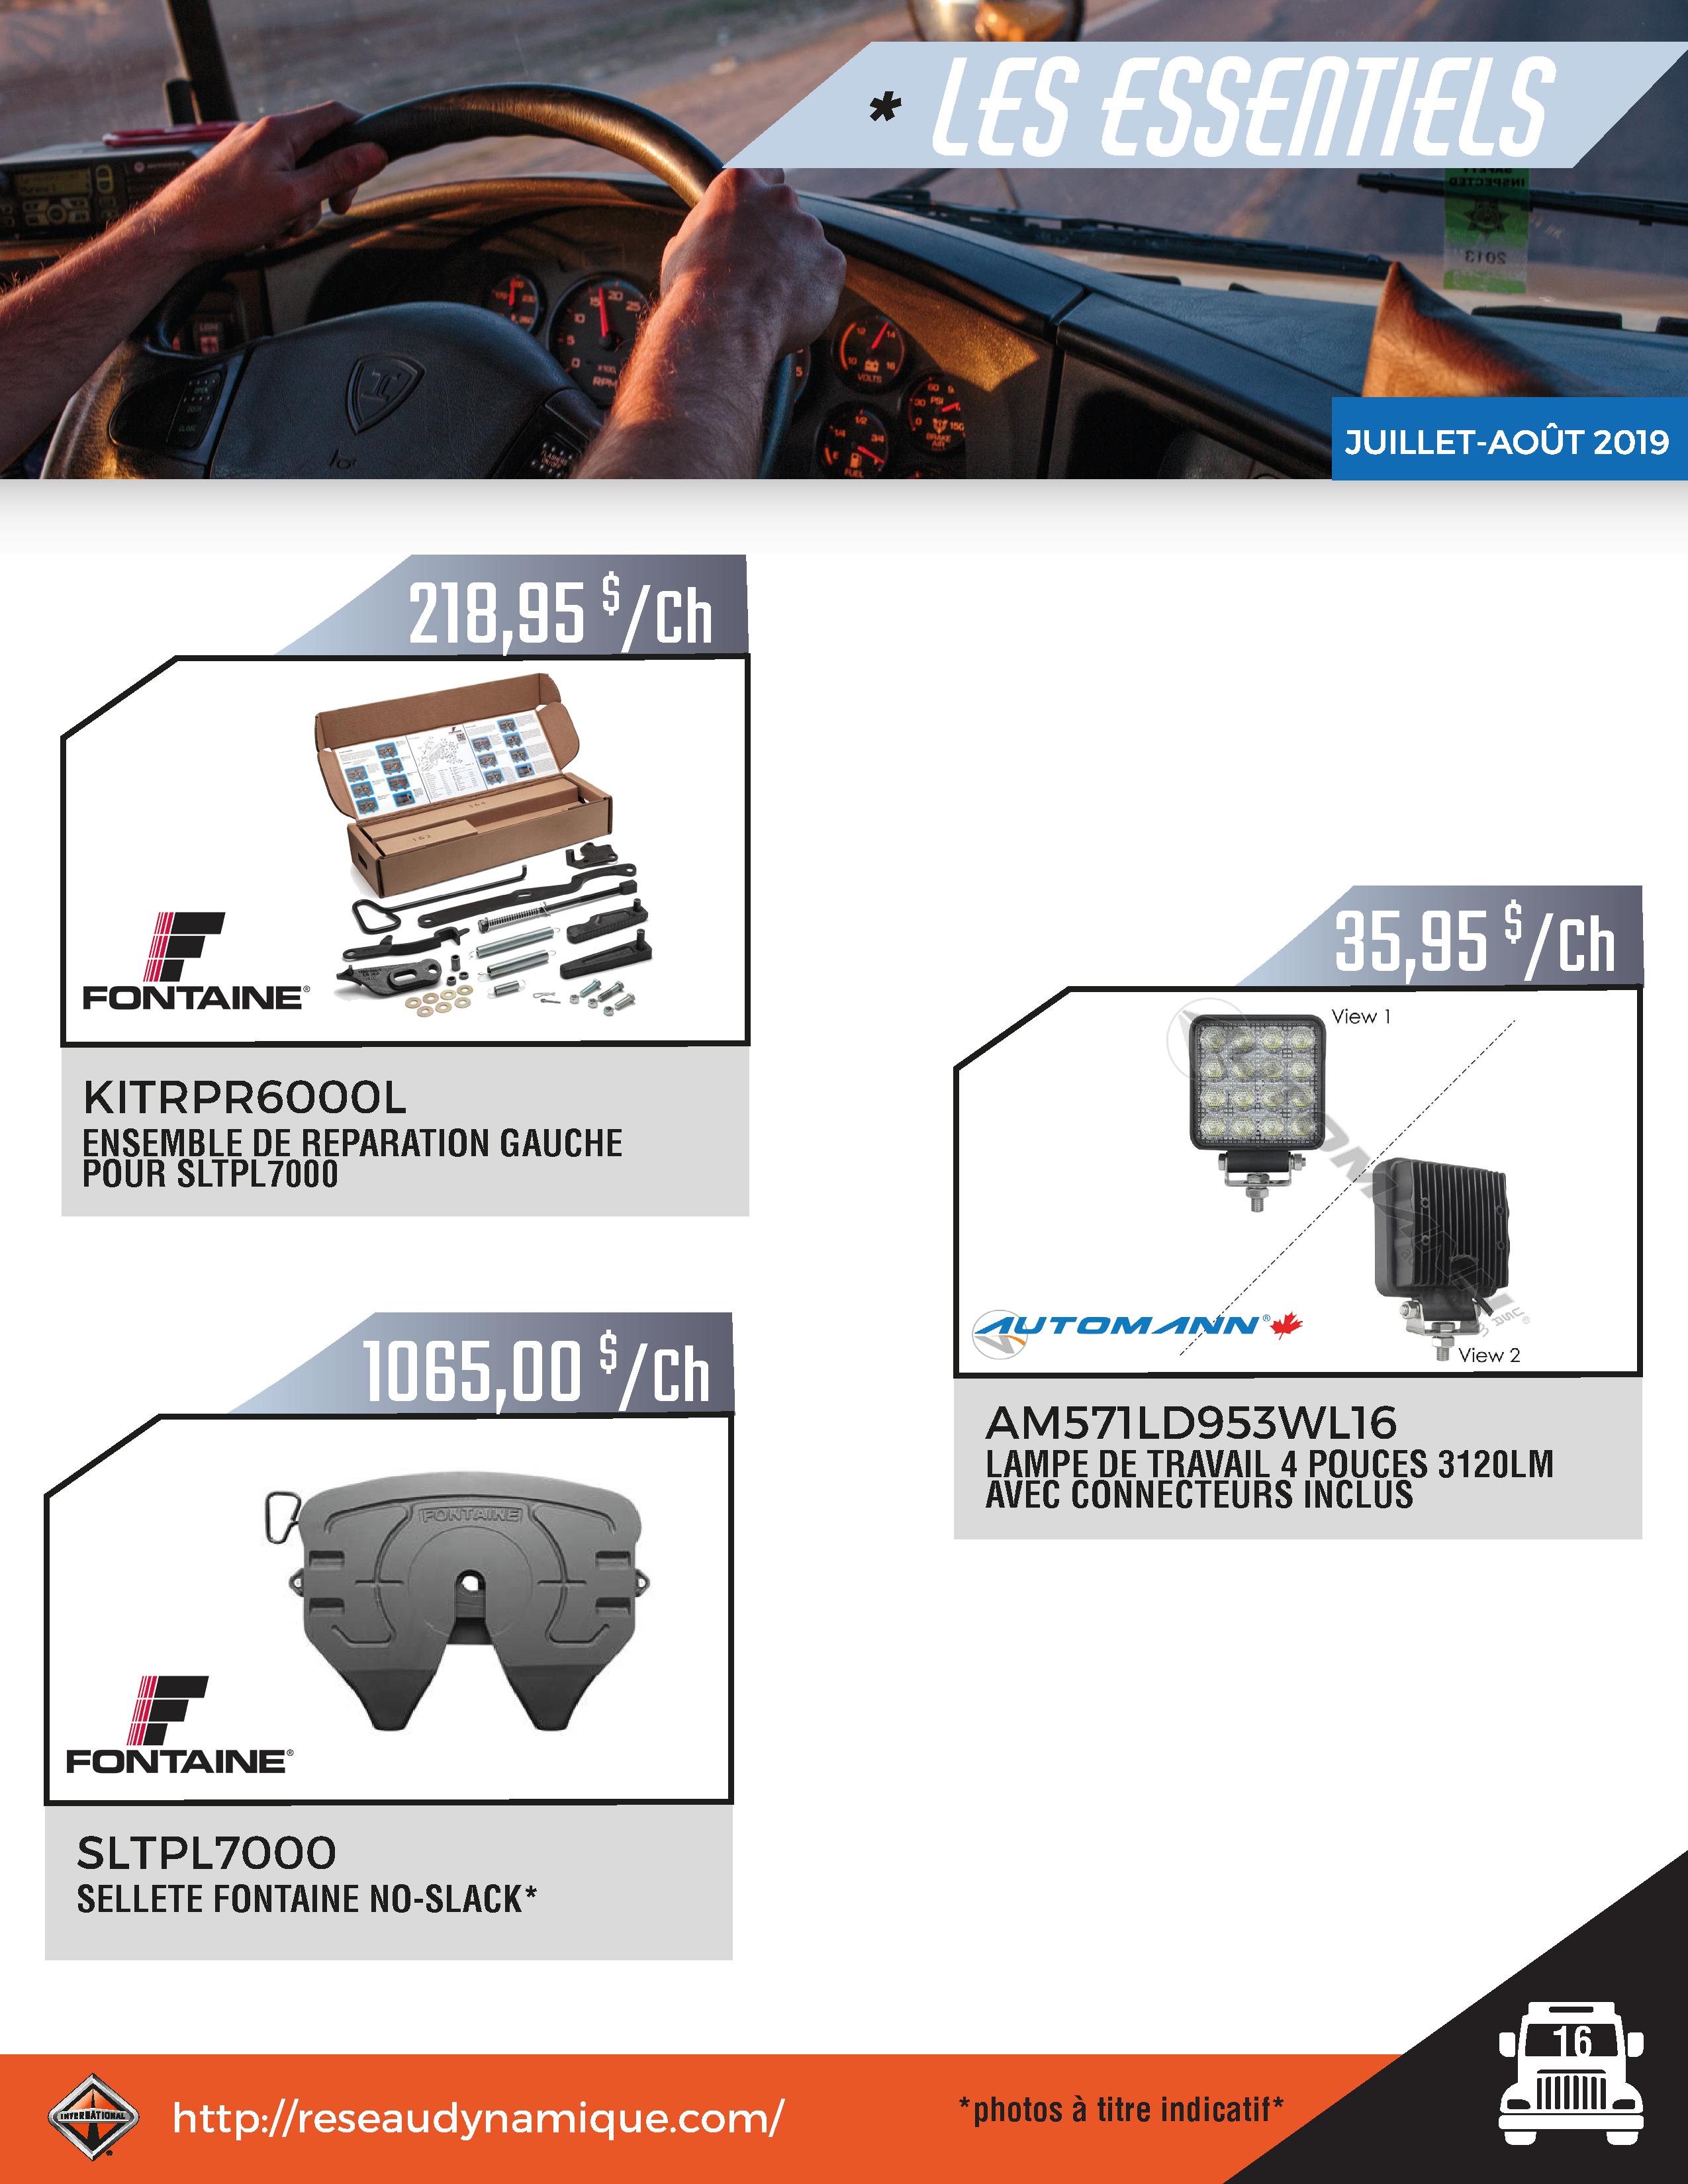 * LES ESSENTIELS
JUILLET-AOÛT 2019
218,95 $/Ch
FONTAINE®
KITRPR6000L
ENSEMBLE DE REPARATION GAUCHE
POUR SLTPL7000
35,95 $/Ch
View 1
AUTOMANN®
View 2
AM571LD953WL16
LAMPE DE TRAVAIL 4 POUCES 3120LM
AVEC CONNECTEURS INCLUS
1065,00 $/Ch
FONTAINE
FONTAINE®
SLTPL7000
SELLETE FONTAINE NO-SLACK*
16
INTERNATIONAL
http://reseaudynamique.com/
*photos à titre indicatif*